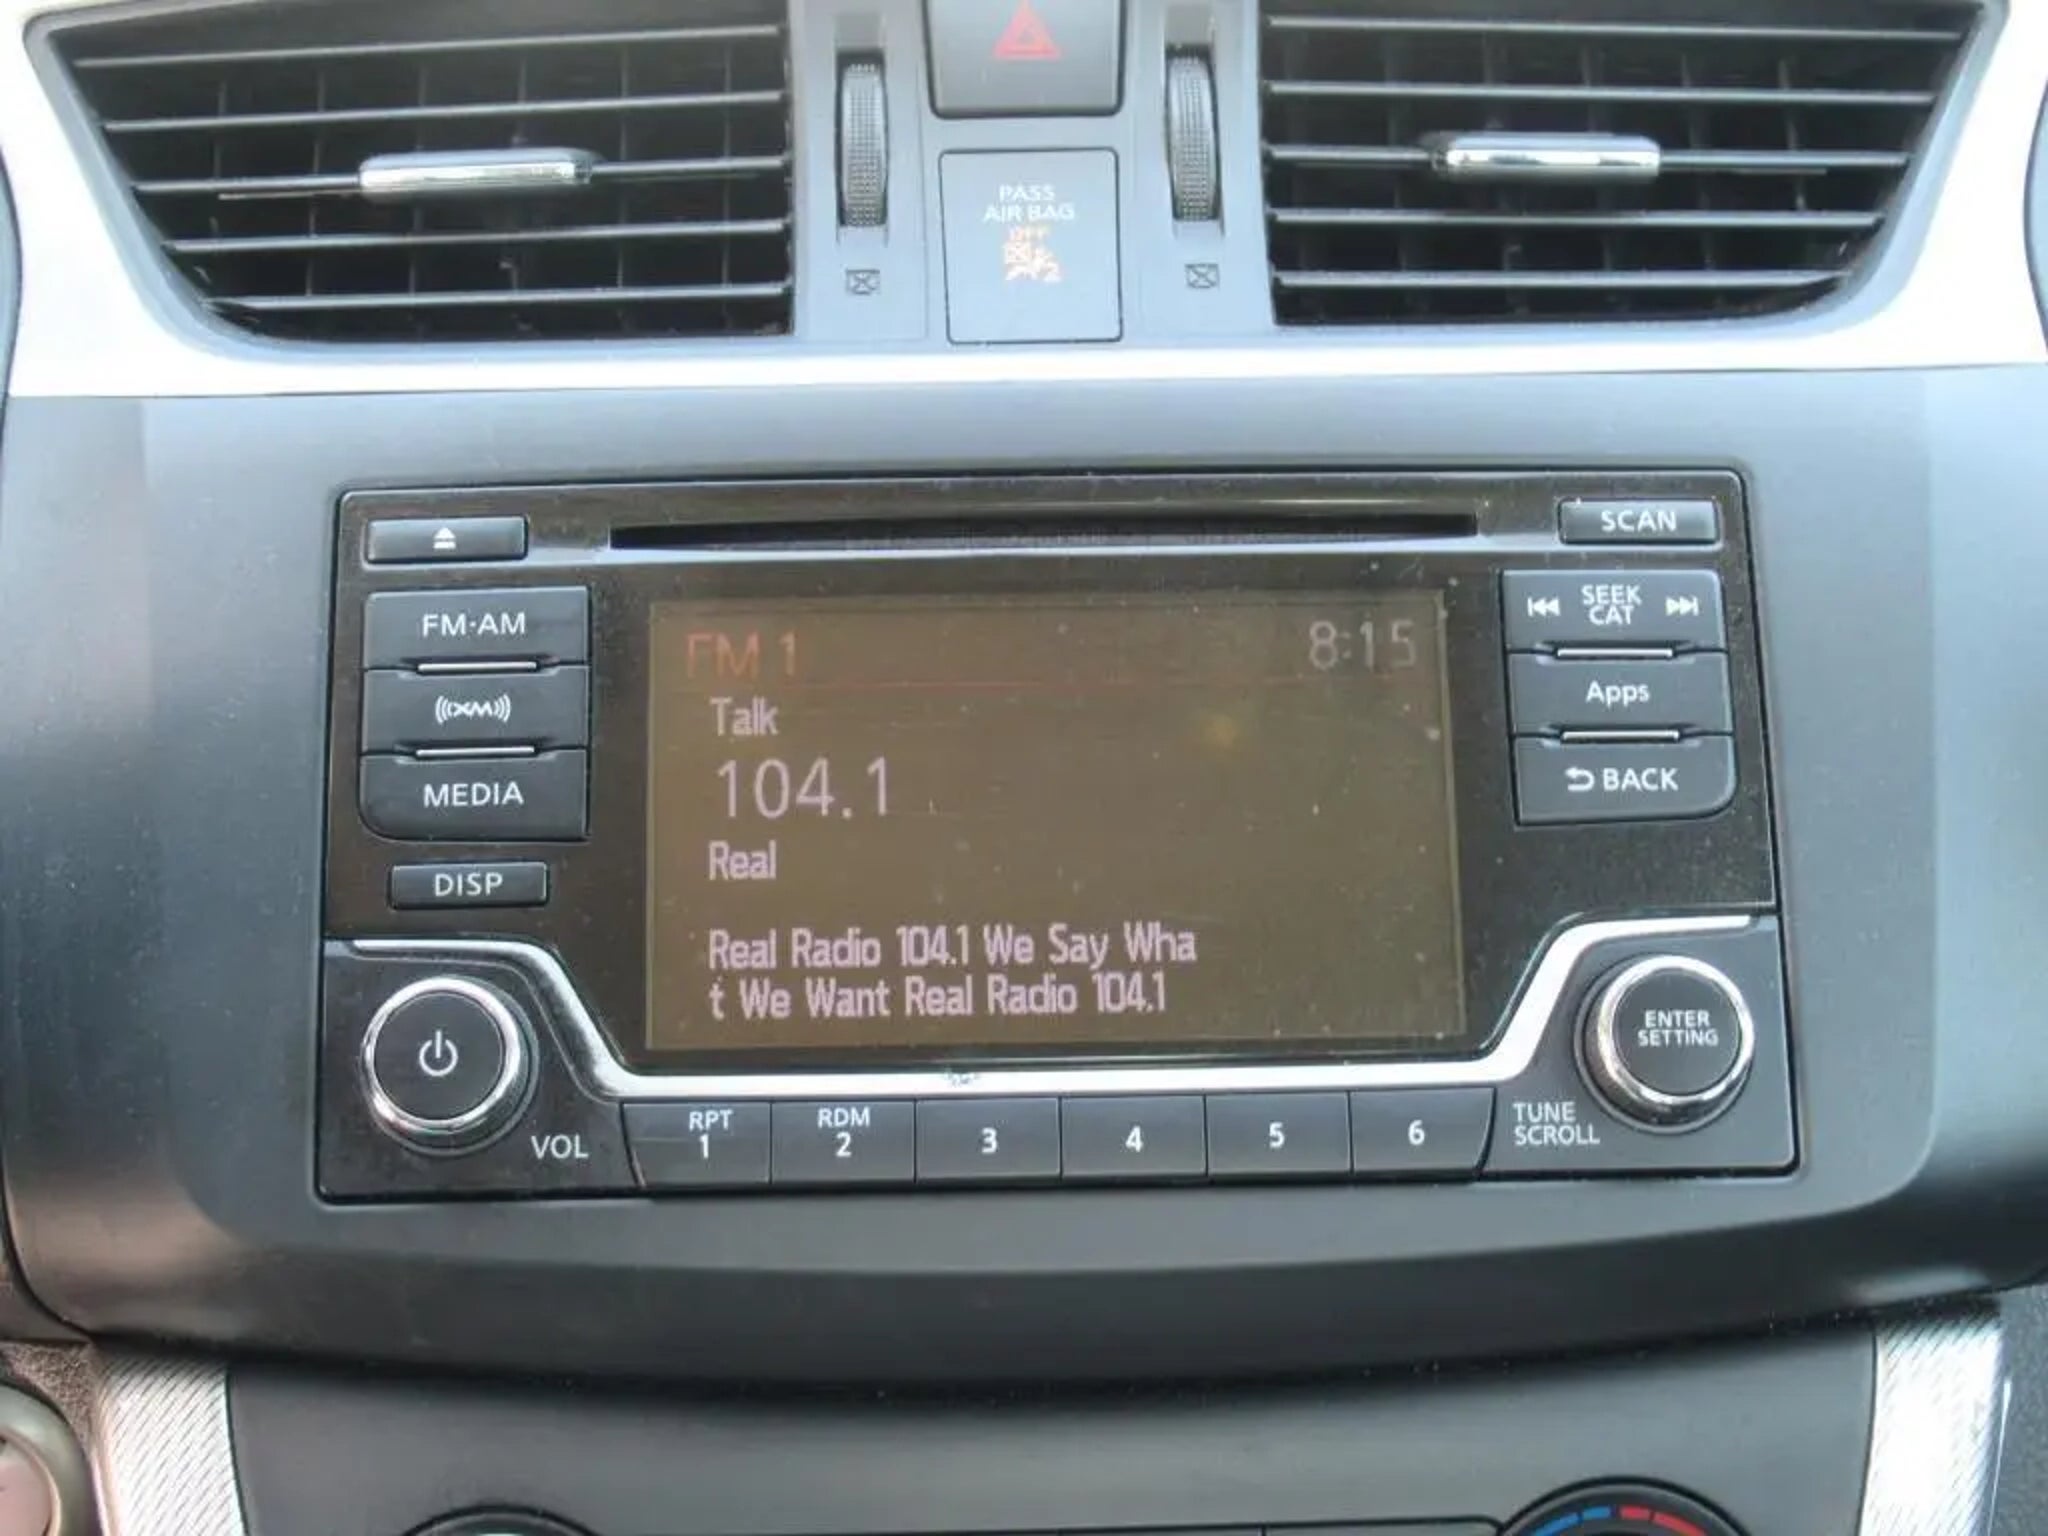 PASS
AIR BAG
OFF
2
SCAN
FM·AM
SEEK
CAT
XM
Apps
MEDIA
BACK
DISP
FM 1 8:15
Talk
104.1
Real
Real Radio 104.1 We Say Wha
t We Want Real Radio 104.1
ENTER
SETTING
VOL
RPT
1
RDM
2
3
4
5
6
TUNE
SCROLL